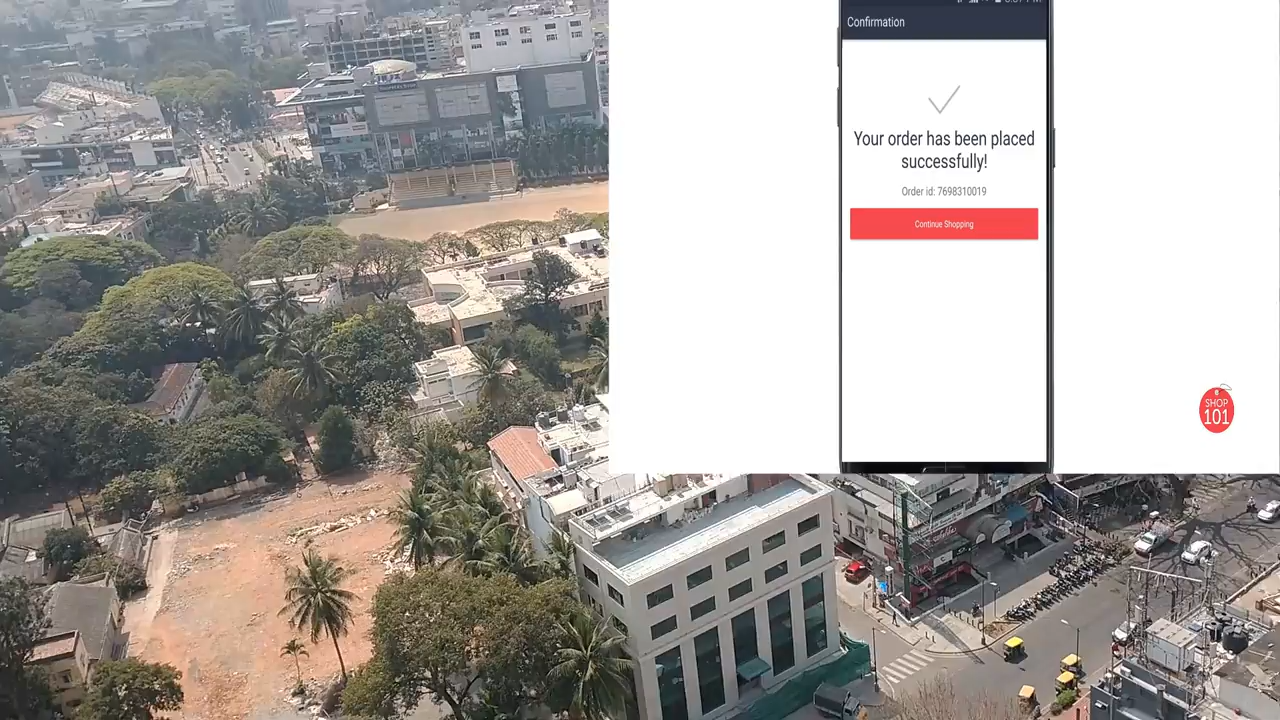 Confirmation
Your order has been placed
successfully!
Order id: 7698310019
Continue Shopping
SHOP
101